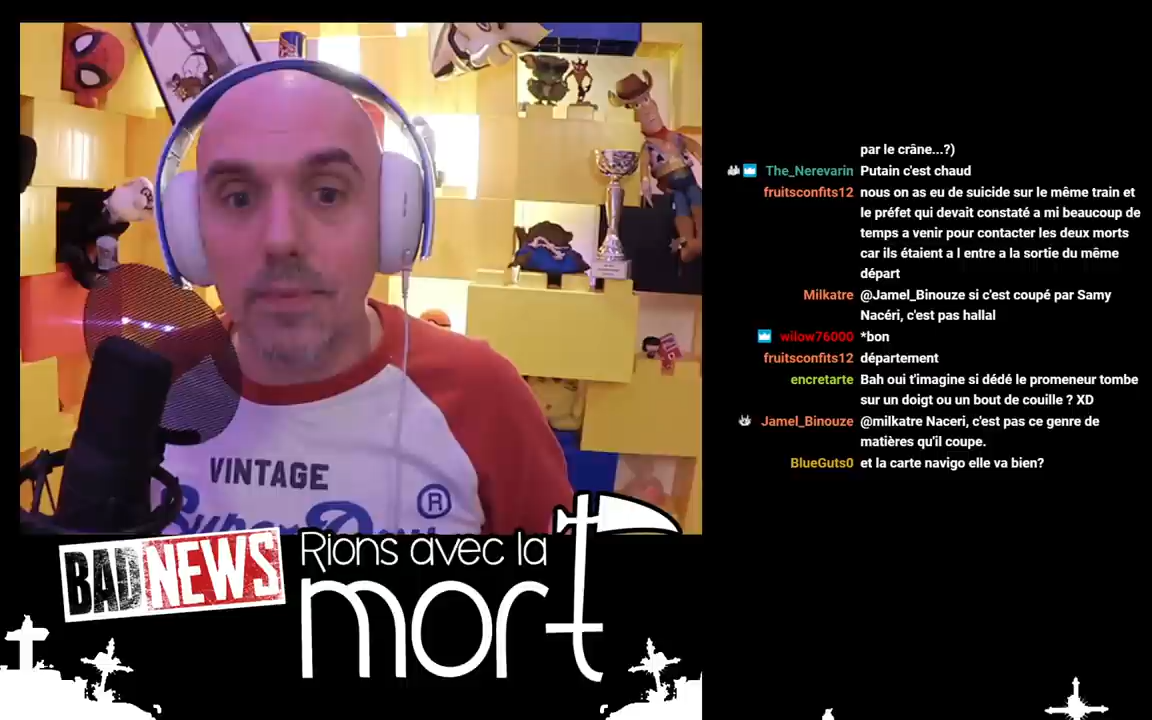 par le crâne...?)
The_Nerevarin Putain c'est chaud
fruitsconfits12 nous on as eu de suicide sur le même train et
le préfet qui devait constaté a mi beaucoup de
temps a venir pour contacter les deux morts
car ils étaient a l entre a la sortie du même
départ
Milkatre @Jamel_Binouze si c'est coupé par Samy
Nacéri, c'est pas hallal
wilow76000 *bon
fruitsconfits12 département
encretarte Bah oui t'imagine si dédé le promeneur tombe
sur un doigt ou un bout de couille ? XD
Jamel_Binouze @milkatre Naceri, c'est pas ce genre de
matières qu'il coupe.
BlueGuts0 et la carte navigo elle va bien?
VINTAGE
®
BAD NEWS
Rions avec la
mort